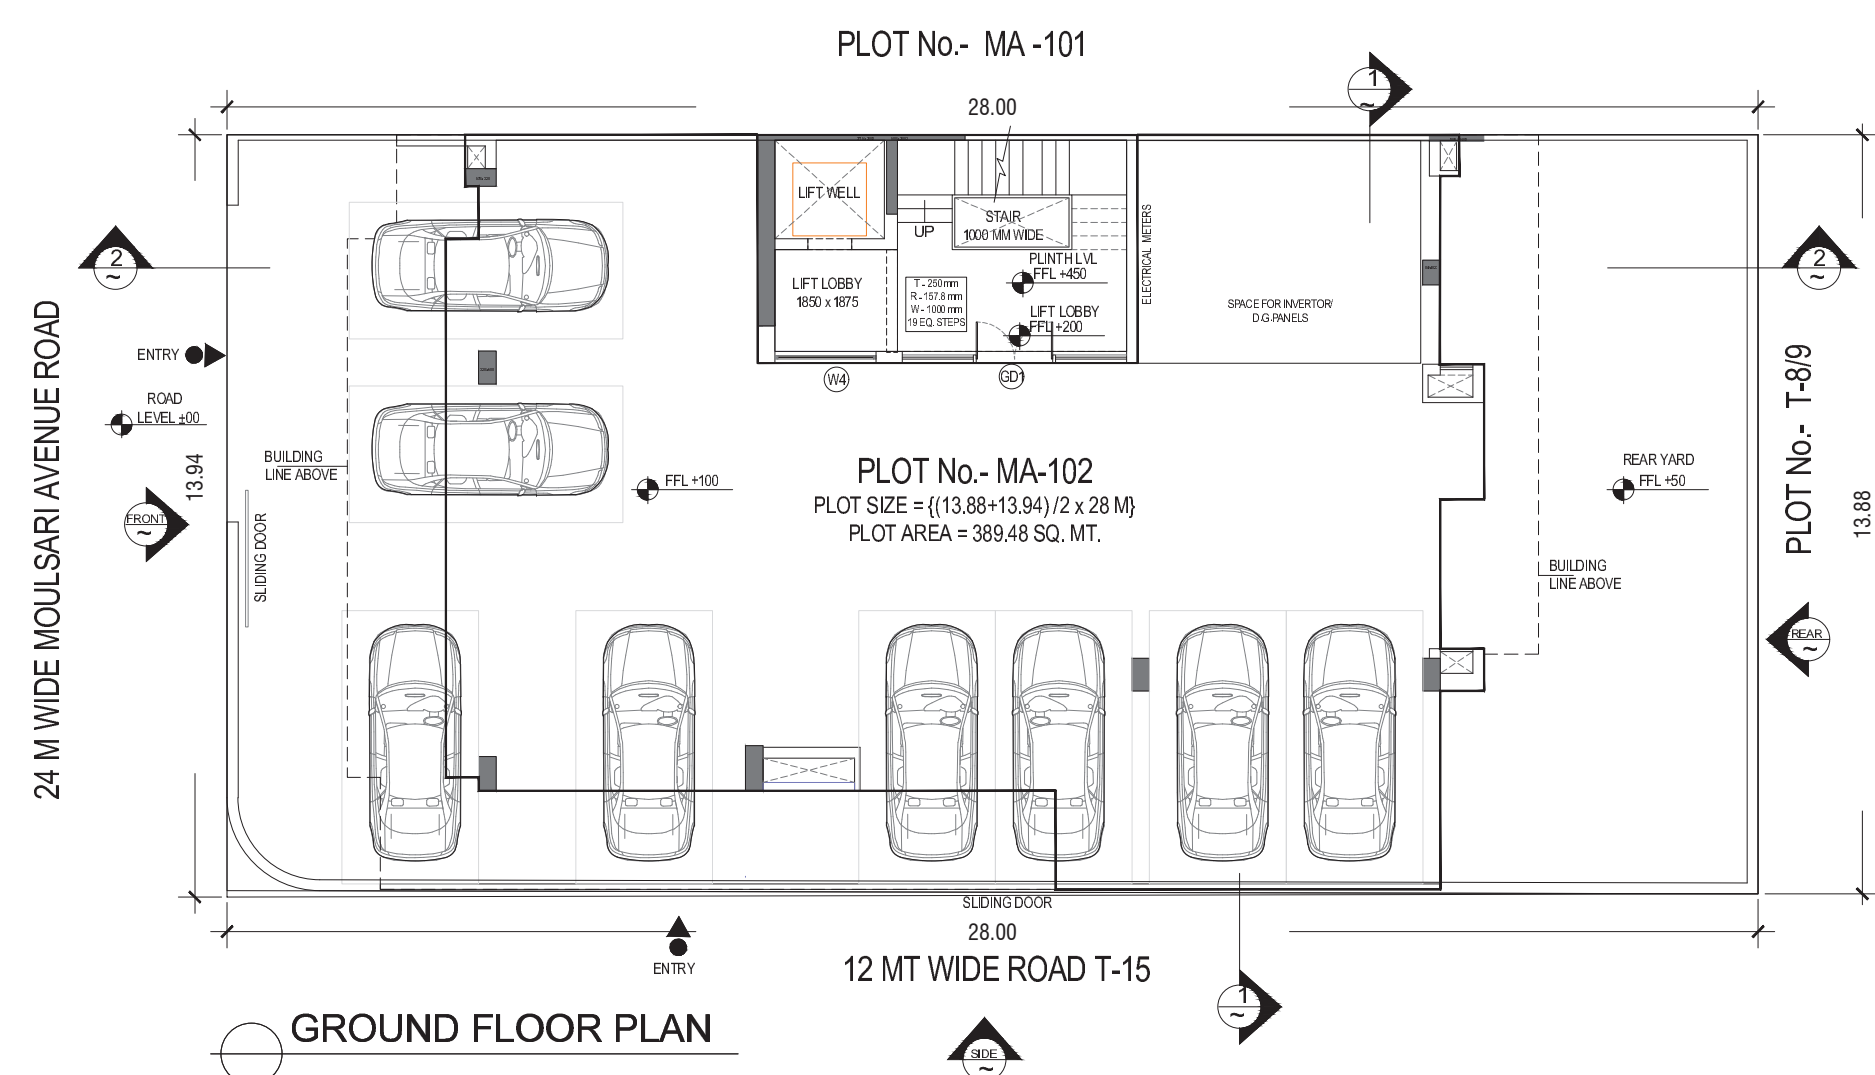 PLOT No.- MA -101
1
28.00
LIFT WELL
UP
STAIR
1000 MM WIDE
ELECTRICAL METERS
PLINTH LVL
FFL +450
LIFT LOBBY
1850 x 1875
T - 250mm
R - 157.8 mm
W - 1000 mm
19 EQ. STEPS
LIFT LOBBY
FFL +200
SPACE FOR INVERTOR/
D.G.PANELS
2
2
W4
GD1
24 M WIDE MOULSARI AVENUE ROAD
ENTRY
ROAD
LEVEL ±00
13.94
FRONT
BUILDING
LINE ABOVE
SLIDING DOOR
FFL +100
PLOT No.- MA-102
PLOT SIZE = {(13.88+13.94) /2 x 28 M}
PLOT AREA = 389.48 SQ. MT.
REAR YARD
FFL +50
BUILDING
LINE ABOVE
PLOT No.- T-8/9
13.88
REAR
SLIDING DOOR
28.00
ENTRY
12 MT WIDE ROAD T-15
1
GROUND FLOOR PLAN
SIDE